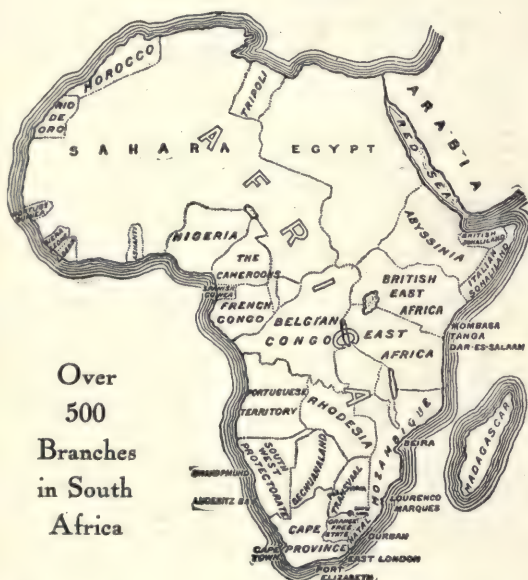 MOROCCO
TRIPOLI
RIO DE ORO
ARABIA
RED SEA
SAHARA
EGYPT
AFRICA
ASHANTI
NIGERIA
THE CAMEROONS
SPANISH GUINEA
FRENCH CONGO
ABYSSINIA
BRITISH SOMALILAND
ITALIAN SOMALILAND
BRITISH EAST AFRICA
BELGIAN CONGO
EAST AFRICA
MOMBASA
TANGA
DAR-ES-SALAAM
PORTUGUESE TERRITORY
RHODESIA
MOZAMBIQUE
BEIRA
MADAGASCAR
SOUTH WEST PROTECTORATE
BECHUANALAND
TRANSVAAL
LOURENCO MARQUES
ORANGE FREE STATE
NATAL
DURBAN
CAPE PROVINCE
CAPE TOWN
EAST LONDON
PORT ELIZABETH
Over
500
Branches
in South
Africa